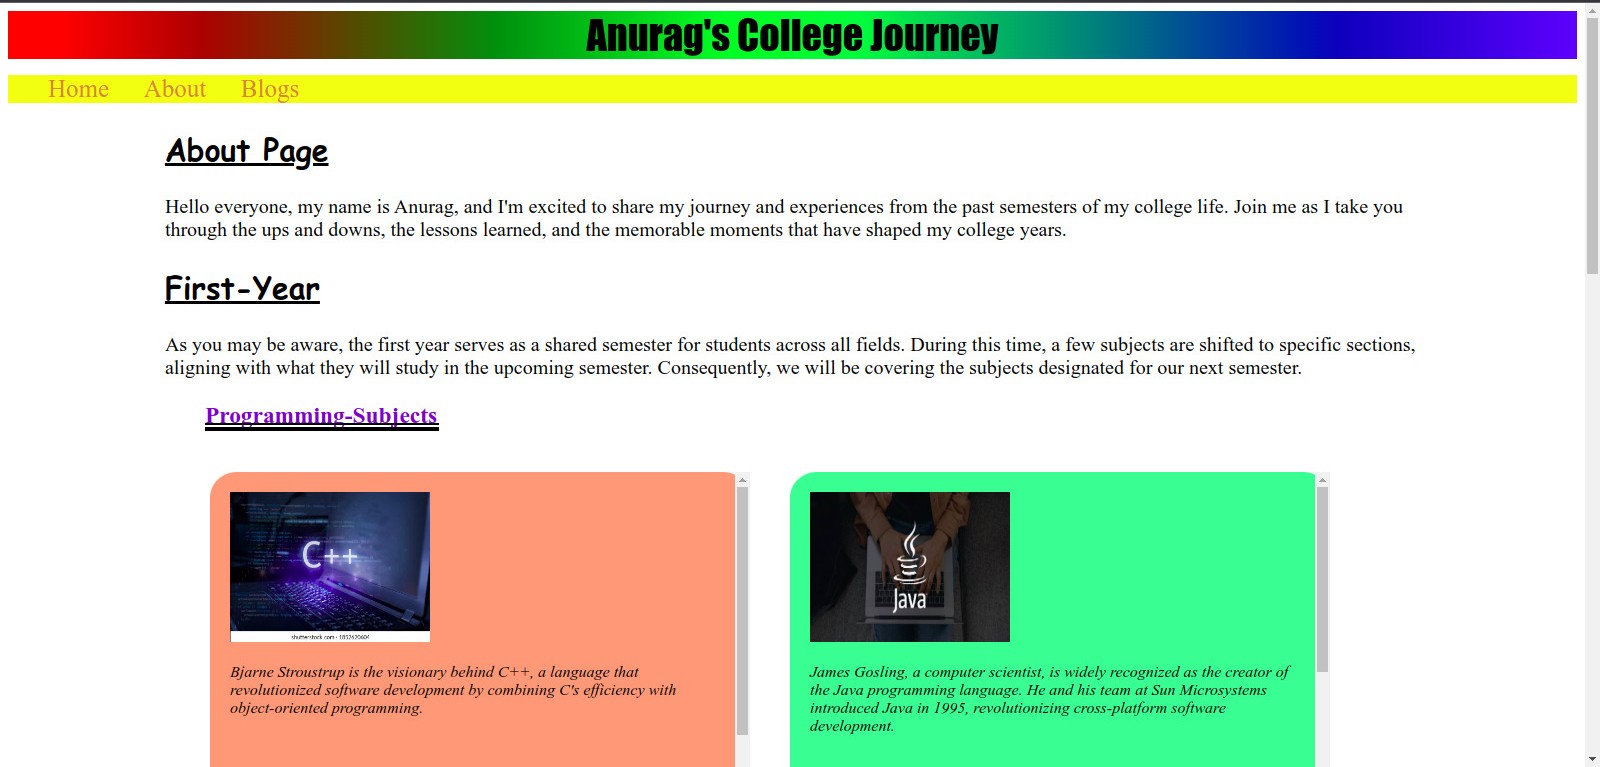 Anurag's College Journey
Home About Blogs
About Page
Hello everyone, my name is Anurag, and I'm excited to share my journey and experiences from the past semesters of my college life. Join me as I take you
through the ups and downs, the lessons learned, and the memorable moments that have shaped my college years.
First-Year
As you may be aware, the first year serves as a shared semester for students across all fields. During this time, a few subjects are shifted to specific sections,
aligning with what they will study in the upcoming semester. Consequently, we will be covering the subjects designated for our next semester.
Programming-Subjects
C++
shutterstock.com · 1852620604
Bjarne Stroustrup is the visionary behind C++, a language that
revolutionized software development by combining C's efficiency with
object-oriented programming.
Java
James Gosling, a computer scientist, is widely recognized as the creator of
the Java programming language. He and his team at Sun Microsystems
introduced Java in 1995, revolutionizing cross-platform software
development.